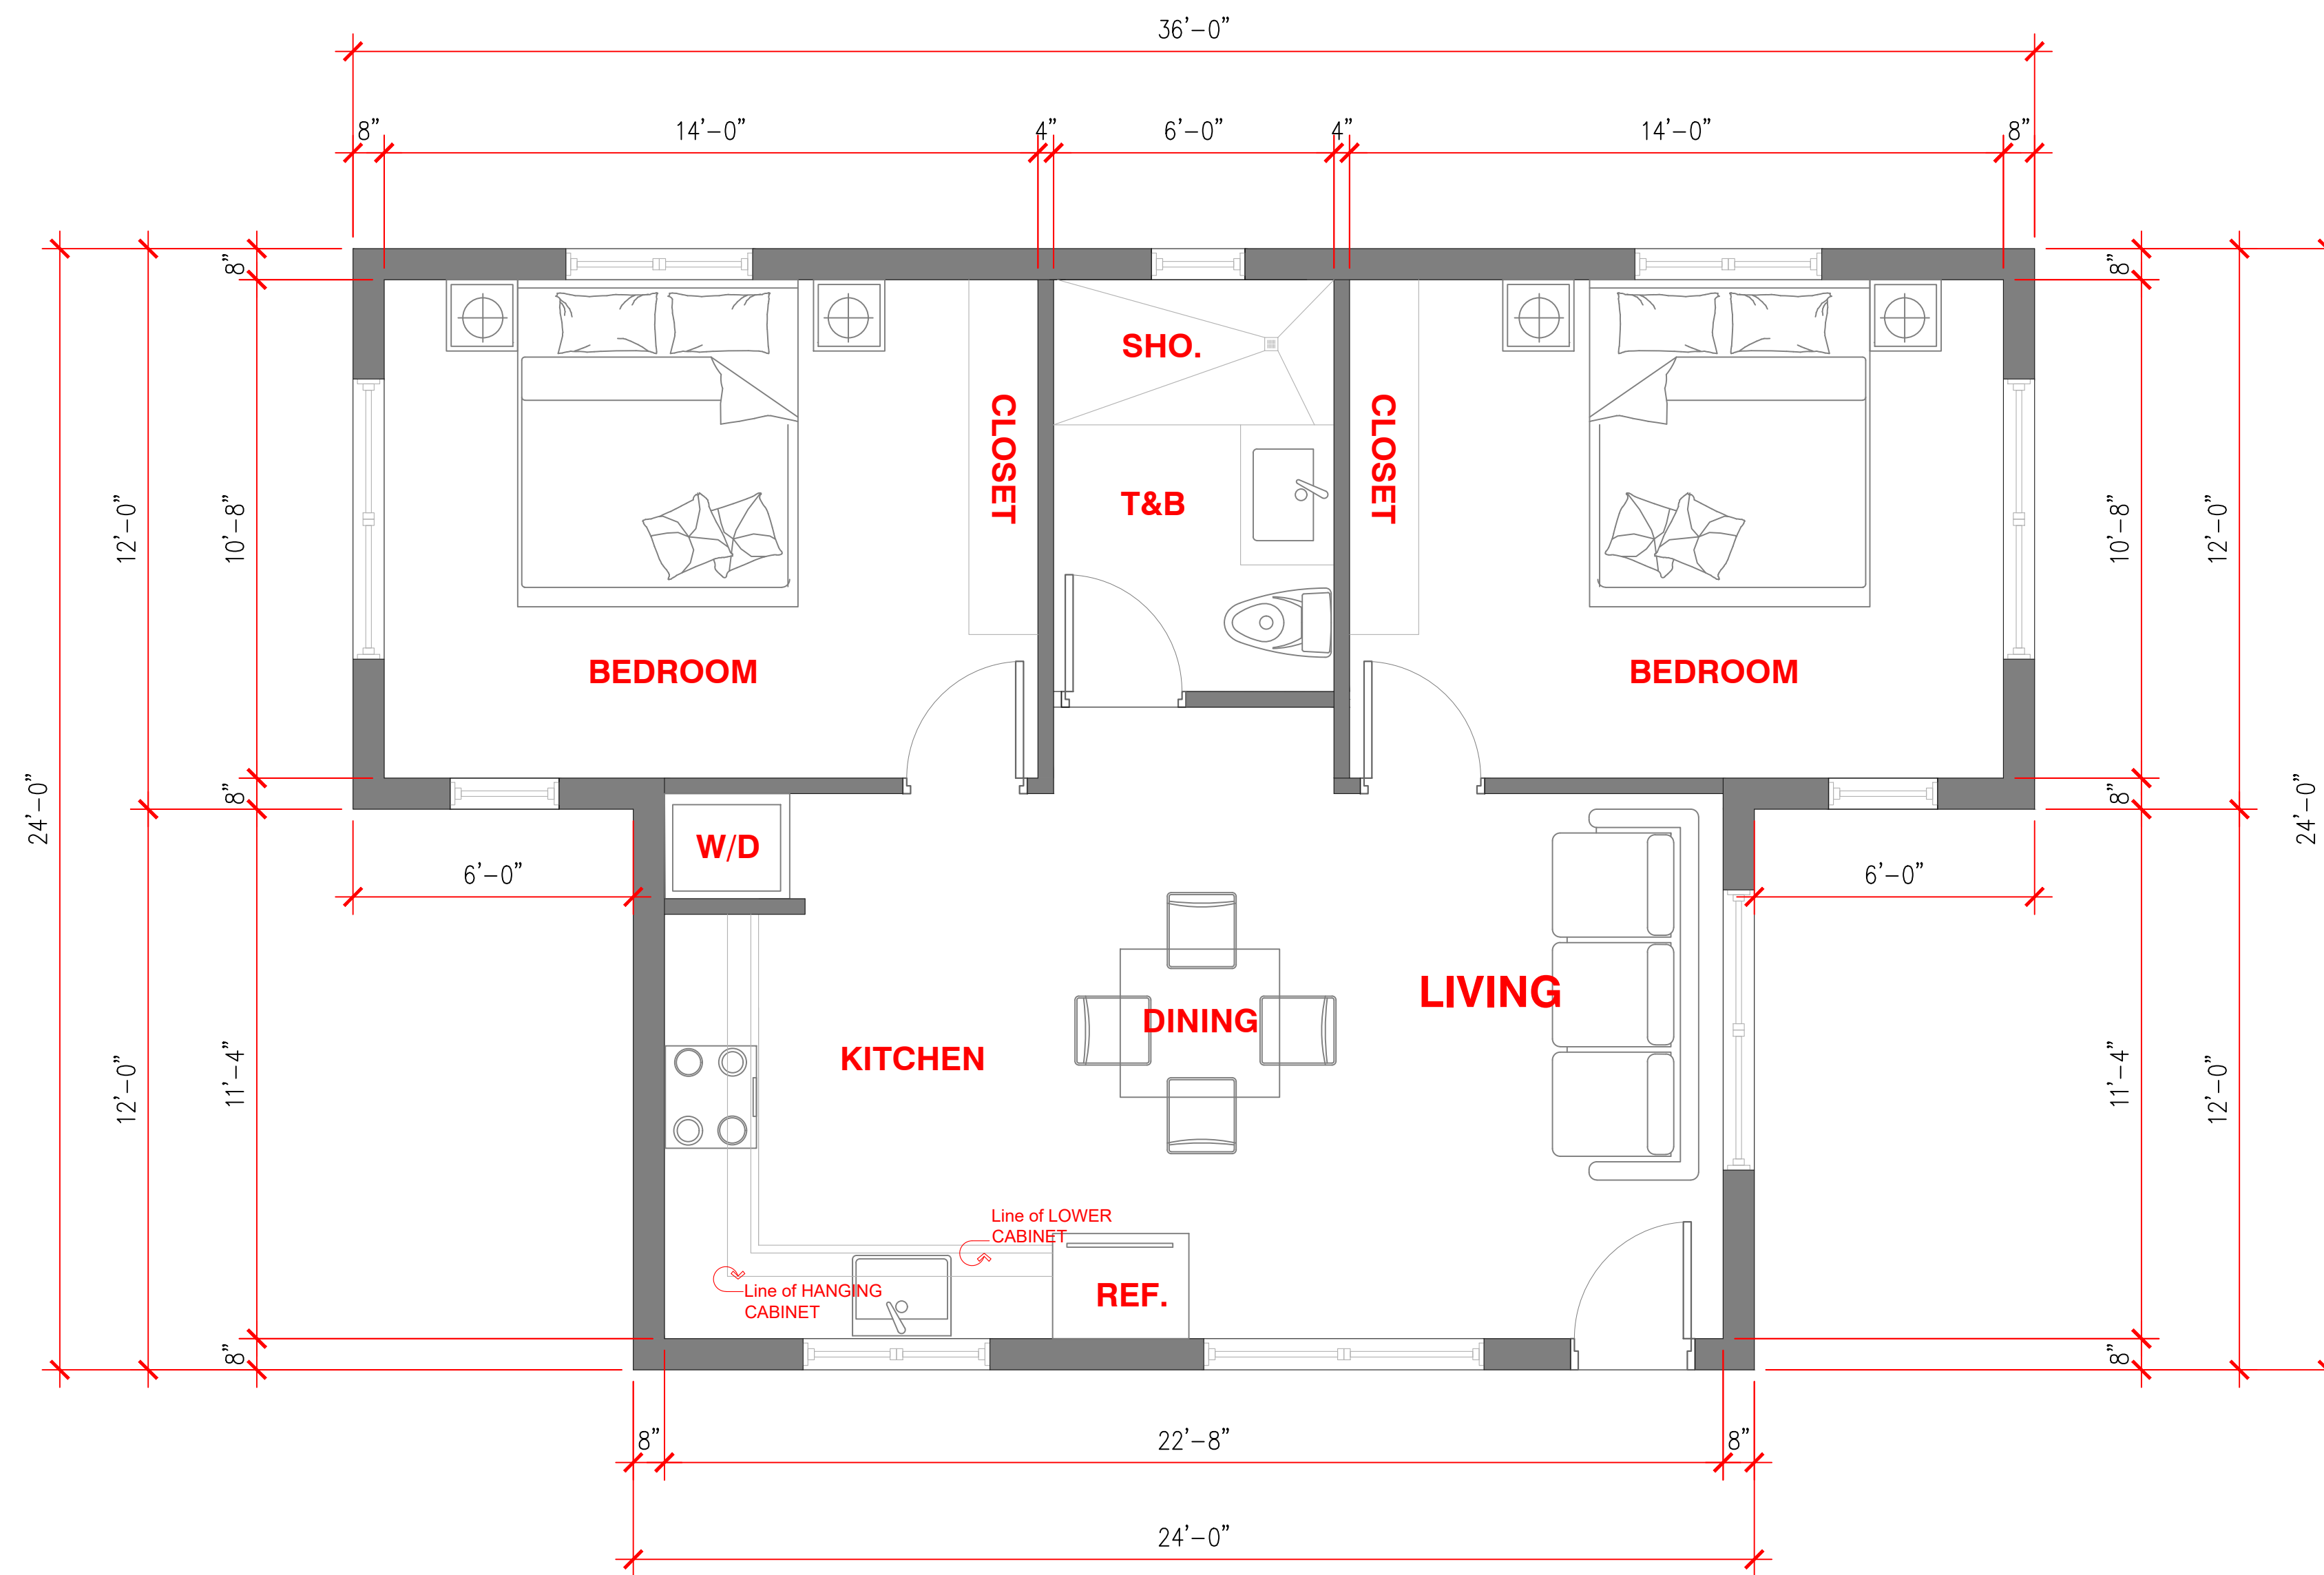 36'-0"
8"
14'-0"
4"
6'-0"
4"
14'-0"
8"
8"
8"
SHO.
CLOSET
CLOSET
T&B
12'-0"
10'-8"
10'-8"
12'-0"
BEDROOM
BEDROOM
24'-0"
8"
8"
24'-0"
W/D
6'-0"
6'-0"
LIVING
DINING
KITCHEN
12'-0"
11'-4"
11'-4"
12'-0"
Line of LOWER
CABINET
Line of HANGING
CABINET
REF.
8"
8"
8"
22'-8"
8"
24'-0"